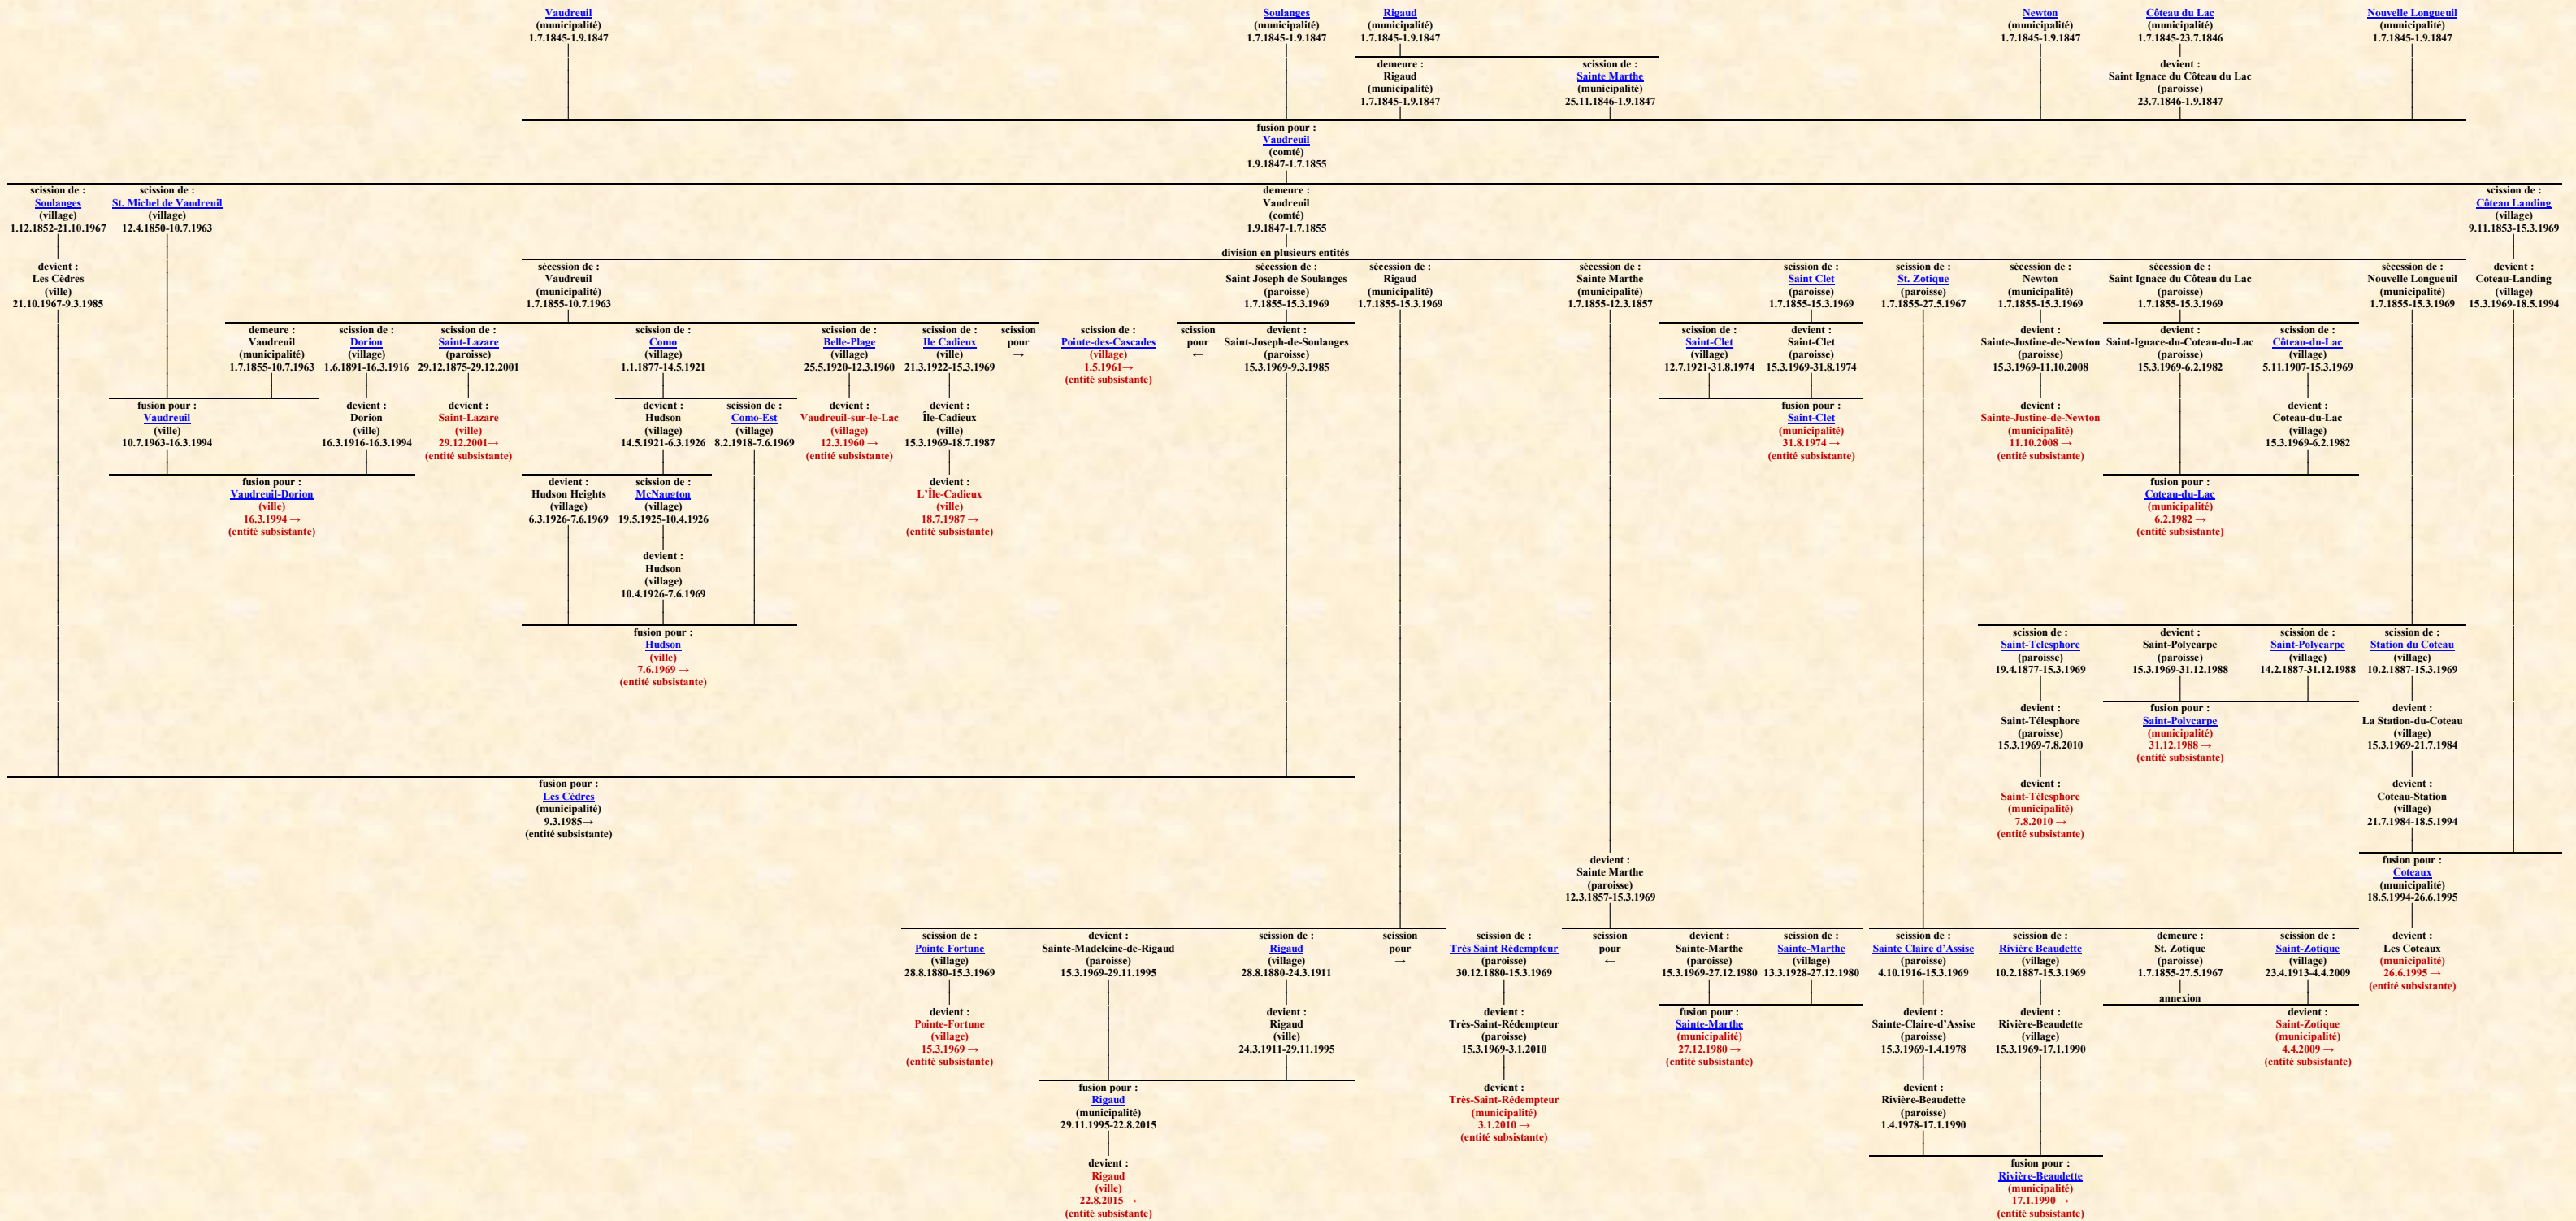 Vaudreuil
(municipalité)
1.7.1845-1.9.1847
Soulanges
(municipalité)
1.7.1845-1.9.1847
Rigaud
(municipalité)
1.7.1845-1.9.1847
Newton
(municipalité)
1.7.1845-1.9.1847
Côteau du Lac
(municipalité)
1.7.1845-23.7.1846
Nouvelle Longueuil
(municipalité)
1.7.1845-1.9.1847
demeure :
Rigaud
(municipalité)
1.7.1845-1.9.1847
scission de :
Sainte Marthe
(municipalité)
25.11.1846-1.9.1847
devient :
Saint Ignace du Côteau du Lac
(paroisse)
23.7.1846-1.9.1847
fusion pour :
Vaudreuil
(comté)
1.9.1847-1.7.1855
scission de :
Soulanges
(village)
1.12.1852-21.10.1967
scission de :
St. Michel de Vaudreuil
(village)
12.4.1850-10.7.1963
demeure :
Vaudreuil
(comté)
1.9.1847-1.7.1855
scission de :
Côteau Landing
(village)
9.11.1853-15.3.1969
division en plusieurs entités
devient :
Les Cèdres
(ville)
21.10.1967-9.3.1985
sécession de :
Vaudreuil
(municipalité)
1.7.1855-10.7.1963
sécession de :
Saint Joseph de Soulanges
(paroisse)
1.7.1855-15.3.1969
sécession de :
Rigaud
(municipalité)
1.7.1855-15.3.1969
sécession de :
Sainte Marthe
(municipalité)
1.7.1855-12.3.1857
scission de :
Saint Clet
(paroisse)
1.7.1855-15.3.1969
scission de :
St. Zotique
(paroisse)
1.7.1855-27.5.1967
sécession de :
Newton
(municipalité)
1.7.1855-15.3.1969
sécession de :
Saint Ignace du Côteau du Lac
(paroisse)
1.7.1855-15.3.1969
sécession de :
Nouvelle Longueuil
(municipalité)
1.7.1855-15.3.1969
devient :
Coteau-Landing
(village)
15.3.1969-18.5.1994
demeure :
Vaudreuil
(municipalité)
1.7.1855-10.7.1963
scission de :
Dorion
(village)
1.6.1891-16.3.1916
scission de :
Saint-Lazare
(paroisse)
29.12.1875-29.12.2001
scission de :
Como
(village)
1.1.1877-14.5.1921
scission de :
Belle-Plage
(village)
25.5.1920-12.3.1960
scission de :
Ile Cadieux
(ville)
21.3.1922-15.3.1969
scission
pour
→
scission de :
Pointe-des-Cascades
(village)
1.5.1961→
(entité subsistante)
scission
pour
←
devient :
Saint-Joseph-de-Soulanges
(paroisse)
15.3.1969-9.3.1985
scission de :
Saint-Clet
(village)
12.7.1921-31.8.1974
devient :
Saint-Clet
(paroisse)
15.3.1969-31.8.1974
devient :
Sainte-Justine-de-Newton
(paroisse)
15.3.1969-11.10.2008
devient :
Saint-Ignace-du-Coteau-du-Lac
(paroisse)
15.3.1969-6.2.1982
scission de :
Côteau-du-Lac
(village)
5.11.1907-15.3.1969
fusion pour :
Vaudreuil
(ville)
10.7.1963-16.3.1994
devient :
Dorion
(ville)
16.3.1916-16.3.1994
devient :
Saint-Lazare
(ville)
29.12.2001→
(entité subsistante)
devient :
Hudson
(village)
14.5.1921-6.3.1926
scission de :
Como-Est
(village)
8.2.1918-7.6.1969
devient :
Vaudreuil-sur-le-Lac
(village)
12.3.1960 →
(entité subsistante)
devient :
Île-Cadieux
(ville)
15.3.1969-18.7.1987
fusion pour :
Saint-Clet
(municipalité)
31.8.1974 →
(entité subsistante)
devient :
Sainte-Justine-de-Newton
(municipalité)
11.10.2008 →
(entité subsistante)
devient :
Coteau-du-Lac
(village)
15.3.1969-6.2.1982
fusion pour :
Vaudreuil-Dorion
(ville)
16.3.1994 →
(entité subsistante)
devient :
Hudson Heights
(village)
6.3.1926-7.6.1969
scission de :
McNaugton
(village)
19.5.1925-10.4.1926
devient :
L'Île-Cadieux
(ville)
18.7.1987 →
(entité subsistante)
fusion pour :
Coteau-du-Lac
(municipalité)
6.2.1982 →
(entité subsistante)
devient :
Hudson
(village)
10.4.1926-7.6.1969
fusion pour :
Hudson
(ville)
7.6.1969 →
(entité subsistante)
scission de :
Saint-Telesphore
(paroisse)
19.4.1877-15.3.1969
devient :
Saint-Polycarpe
(paroisse)
15.3.1969-31.12.1988
scission de :
Saint-Polycarpe
(village)
14.2.1887-31.12.1988
scission de :
Station du Coteau
(village)
10.2.1887-15.3.1969
devient :
Saint-Télesphore
(paroisse)
15.3.1969-7.8.2010
fusion pour :
Saint-Polycarpe
(municipalité)
31.12.1988 →
(entité subsistante)
devient :
La Station-du-Coteau
(village)
15.3.1969-21.7.1984
fusion pour :
Les Cèdres
(municipalité)
9.3.1985→
(entité subsistante)
devient :
Saint-Télesphore
(municipalité)
7.8.2010 →
(entité subsistante)
devient :
Coteau-Station
(village)
21.7.1984-18.5.1994
devient :
Sainte Marthe
(paroisse)
12.3.1857-15.3.1969
fusion pour :
Coteaux
(municipalité)
18.5.1994-26.6.1995
scission de :
Pointe Fortune
(village)
28.8.1880-15.3.1969
devient :
Sainte-Madeleine-de-Rigaud
(paroisse)
15.3.1969-29.11.1995
scission de :
Rigaud
(village)
28.8.1880-24.3.1911
scission
pour
→
scission de :
Très Saint Rédempteur
(paroisse)
30.12.1880-15.3.1969
scission
pour
←
devient :
Sainte-Marthe
(paroisse)
15.3.1969-27.12.1980
scission de :
Sainte-Marthe
(village)
13.3.1928-27.12.1980
scission de :
Sainte Claire d'Assise
(paroisse)
4.10.1916-15.3.1969
scission de :
Rivière Beaudette
(village)
10.2.1887-15.3.1969
demeure :
St. Zotique
(paroisse)
1.7.1855-27.5.1967
annexion
scission de :
Saint-Zotique
(village)
23.4.1913-4.4.2009
devient :
Les Coteaux
(municipalité)
26.6.1995 →
(entité subsistante)
devient :
Pointe-Fortune
(village)
15.3.1969 →
(entité subsistante)
devient :
Rigaud
(ville)
24.3.1911-29.11.1995
devient :
Très-Saint-Rédempteur
(paroisse)
15.3.1969-3.1.2010
fusion pour :
Sainte-Marthe
(municipalité)
27.12.1980 →
(entité subsistante)
devient :
Sainte-Claire-d'Assise
(paroisse)
15.3.1969-1.4.1978
devient :
Rivière-Beaudette
(village)
15.3.1969-17.1.1990
devient :
Saint-Zotique
(municipalité)
4.4.2009 →
(entité subsistante)
fusion pour :
Rigaud
(municipalité)
29.11.1995-22.8.2015
devient :
Très-Saint-Rédempteur
(municipalité)
3.1.2010 →
(entité subsistante)
devient :
Rivière-Beaudette
(paroisse)
1.4.1978-17.1.1990
devient :
Rigaud
(ville)
22.8.2015 →
(entité subsistante)
fusion pour :
Rivière-Beaudette
(municipalité)
17.1.1990 →
(entité subsistante)